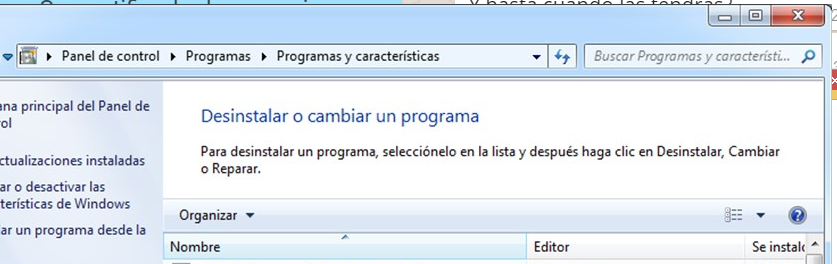 Y hasta cuando las tendrás?
Panel de control Programas Programas y características
Buscar Programas y característi...
ana principal del Panel de
rol
Desinstalar o cambiar un programa
ctualizaciones instaladas
Para desinstalar un programa, selecciónelo en la lista y después haga clic en Desinstalar, Cambiar
o Reparar.
ar o desactivar las
terísticas de Windows
ar un programa desde la
Organizar
Nombre Editor Se instaló